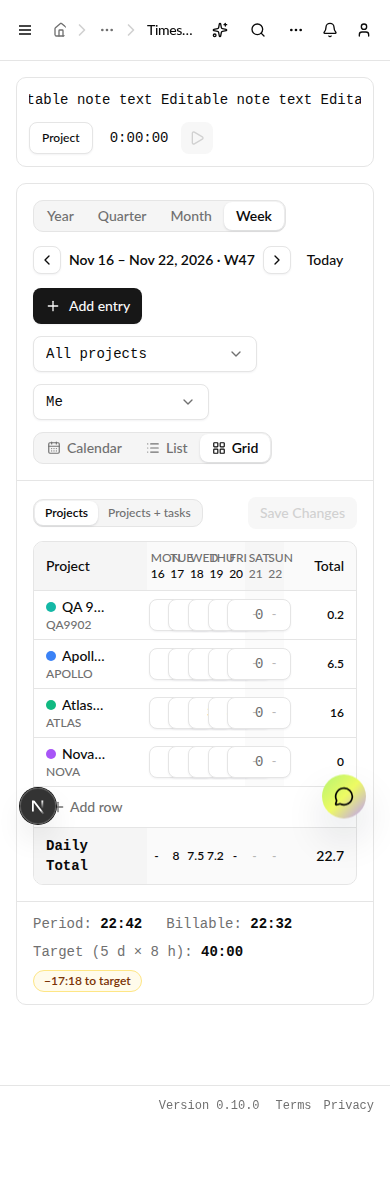 Times...
table note text Editable note text Edita
Project 0:00:00
Year Quarter Month Week
Nov 16 – Nov 22, 2026 · W47 Today
+ Add entry
All projects
Me
Calendar List Grid
Projects Projects + tasks Save Changes
Project MON TUE WED THU FRI SAT SUN Total
16 17 18 19 20 21 22
QA 9... 0 - 0.2
QA9902
Apoll... 0 - 6.5
APOLLO
Atlas... 0 - 16
ATLAS
Nova... 0 - 0
NOVA
N + Add row
Daily Total - 8 7.5 7.2 - - - 22.7
Period: 22:42 Billable: 22:32
Target (5 d × 8 h): 40:00
−17:18 to target
Version 0.10.0 Terms Privacy